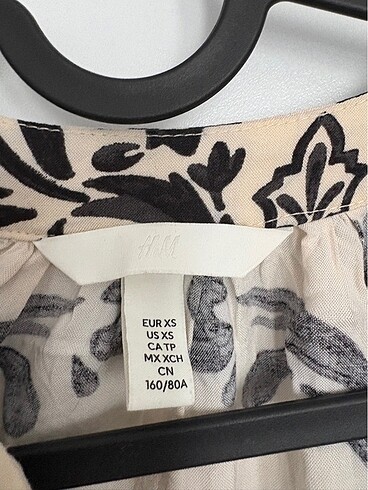 H&M
EUR XS
US XS
CA TP
MX XCH
CN
160/80A